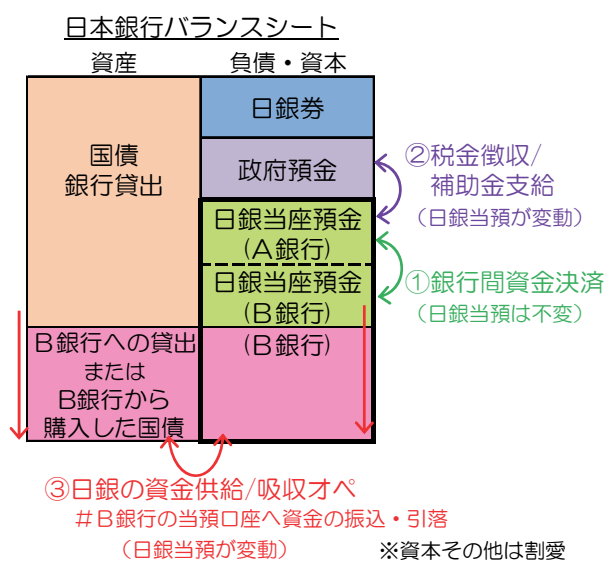 日本銀行バランスシート
資産
負債・資本
国債
銀行貸出
日銀券
政府預金
日銀当座預金
(A銀行)
日銀当座預金
(B銀行)
B銀行への貸出
または
B銀行から
購入した国債
(B銀行)
②税金徴収/
補助金支給
(日銀当預が変動)
①銀行間資金決済
(日銀当預は不変)
③日銀の資金供給/吸収オペ
#B銀行の当預口座へ資金の振込・引落
(日銀当預が変動)
※資本その他は割愛